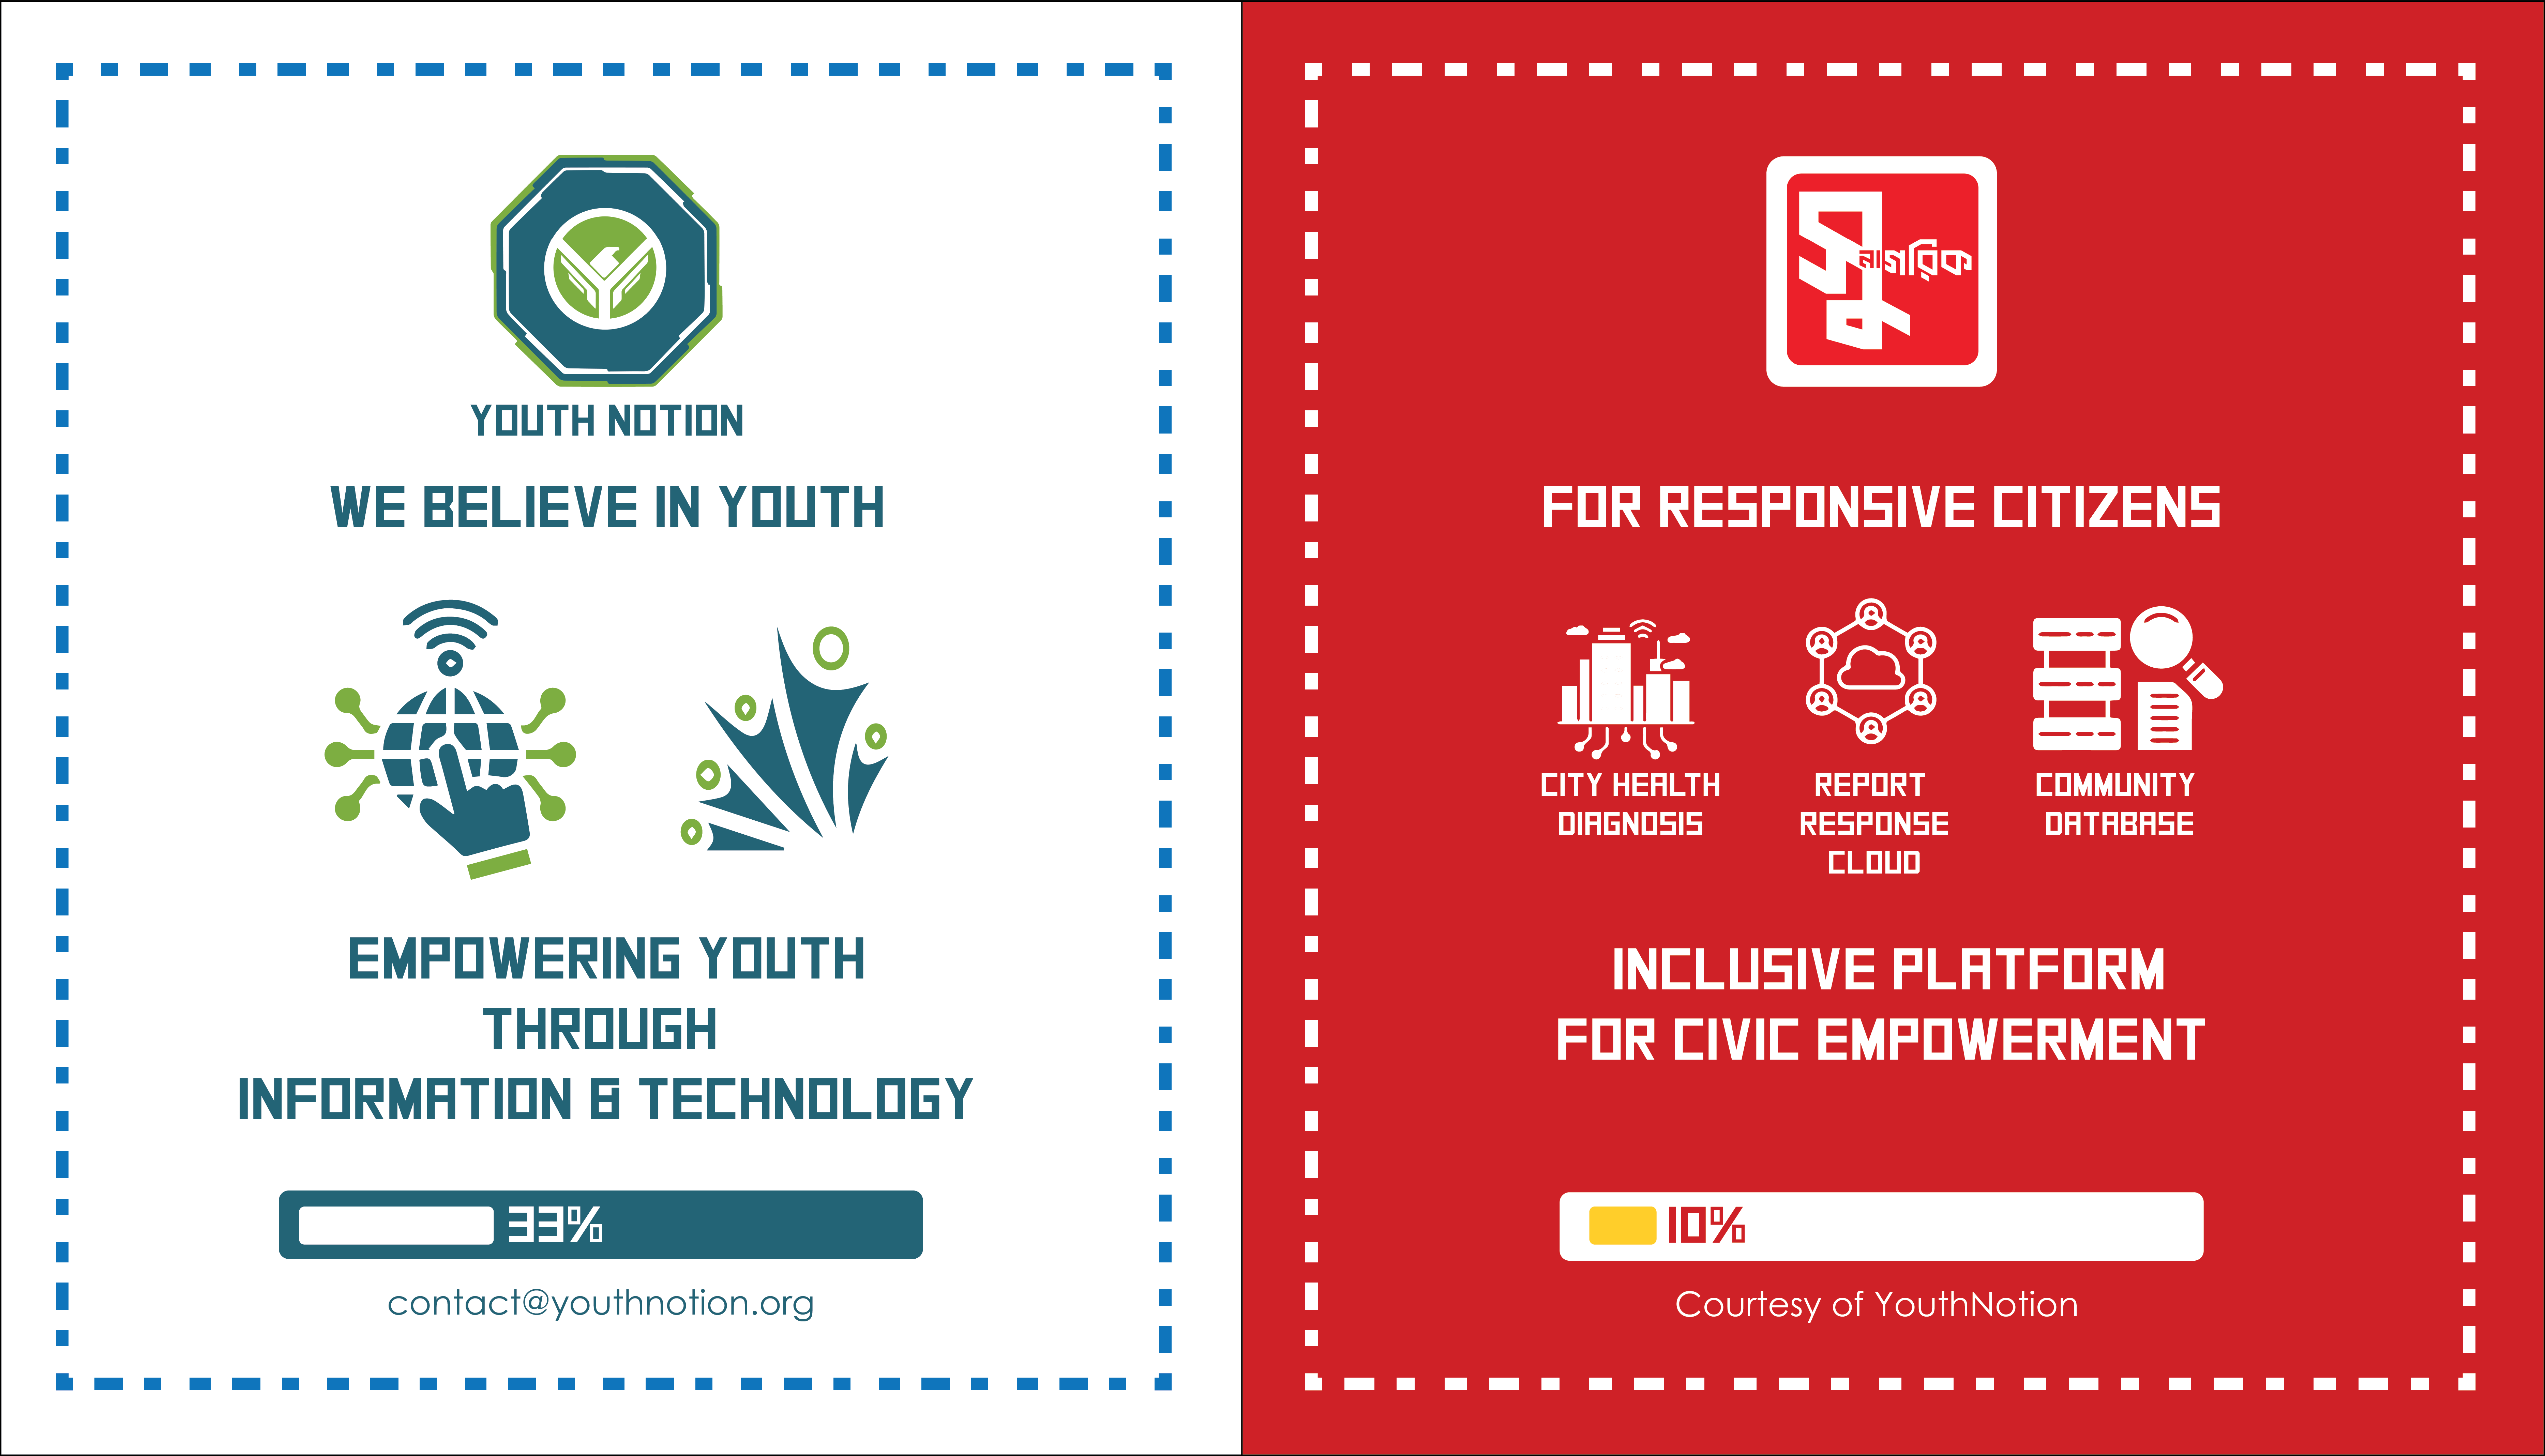 YOUTH NOTION
WE BELIEVE IN YOUTH
EMPOWERING YOUTH
THROUGH
INFORMATION & TECHNOLOGY
33%
contact@youthnotion.org
সুনাগরিক
FOR RESPONSIVE CITIZENS
CITY HEALTH
DIAGNOSIS
REPORT
RESPONSE
CLOUD
COMMUNITY
DATABASE
INCLUSIVE PLATFORM
FOR CIVIC EMPOWERMENT
10%
Courtesy of YouthNotion